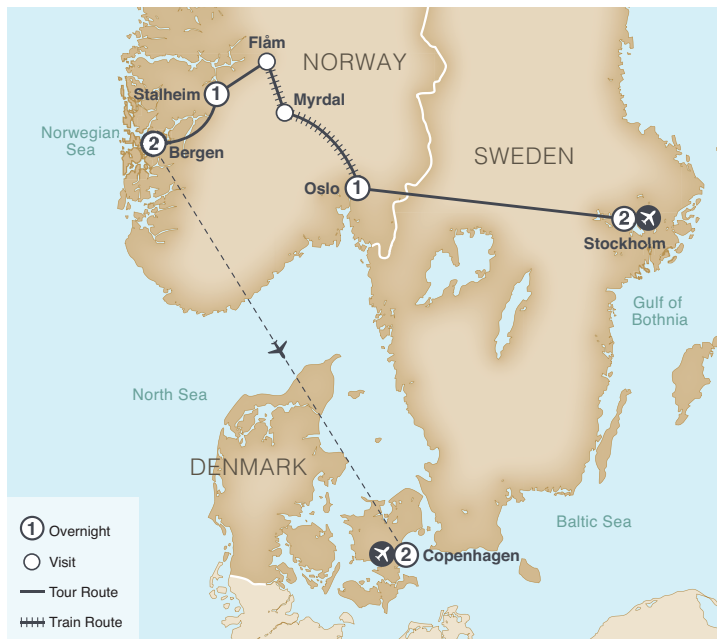 Flåm
NORWAY
Stalheim
1
Myrdal
Norwegian
Sea
2
Bergen
SWEDEN
Oslo
1
2
Stockholm
Gulf of
Bothnia
North Sea
DENMARK
Baltic Sea
2
Copenhagen
1 Overnight
Visit
Tour Route
Train Route